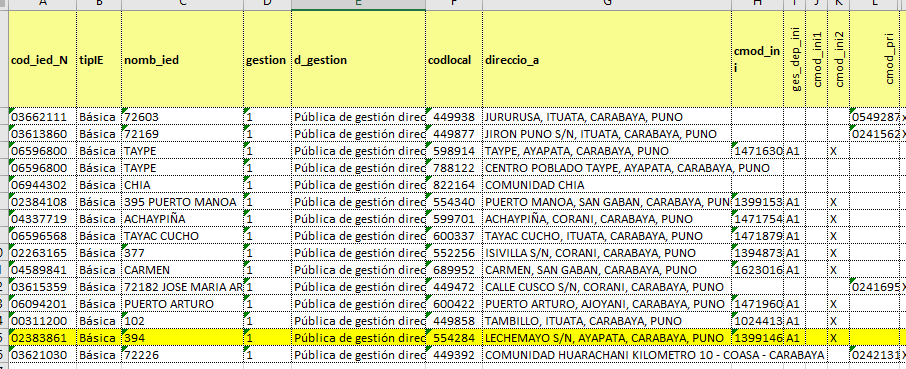 A B C D E F G H I J K L
cod_ied_N tipIE nomb_ied gestion d_gestion codlocal direccio_a cmod_ini ges_dep_ini cmod_ini1 cmod_ini2 cmod_pri
03662111 Básica 72603 1 Pública de gestión direc 449938 JURURUSA, ITUATA, CARABAYA, PUNO 0549287 x
03613860 Básica 72169 1 Pública de gestión direc 449877 JIRON PUNO S/N, ITUATA, CARABAYA, PUNO 0241562 x
06596800 Básica TAYPE 1 Pública de gestión direc 598914 TAYPE, AYAPATA, CARABAYA, PUNO 1471630 A1 X
06596800 Básica TAYPE 1 Pública de gestión direc 788122 CENTRO POBLADO TAYPE, AYAPATA, CARABAYA, PUNO
06944302 Básica CHIA 1 Pública de gestión direc 822164 COMUNIDAD CHIA
02384108 Básica 395 PUERTO MANOA 1 Pública de gestión direc 554340 PUERTO MANOA, SAN GABAN, CARABAYA, PUN 1399153 A1 X
04337719 Básica ACHAYPIÑA 1 Pública de gestión direc 599701 ACHAYPIÑA, CORANI, CARABAYA, PUNO 1471754 A1 X
06596568 Básica TAYAC CUCHO 1 Pública de gestión direc 600337 TAYAC CUCHO, ITUATA, CARABAYA, PUNO 1471879 A1 X
02263165 Básica 377 1 Pública de gestión direc 552256 ISIVILLA S/N, CORANI, CARABAYA, PUNO 1394873 A1 X
04589841 Básica CARMEN 1 Pública de gestión direc 689952 CARMEN, SAN GABAN, CARABAYA, PUNO 1623016 A1 X
03615359 Básica 72182 JOSE MARIA AR 1 Pública de gestión direc 449472 CALLE CUSCO S/N, CORANI, CARABAYA, PUNO 0241695 X
06094201 Básica PUERTO ARTURO 1 Pública de gestión direc 600422 PUERTO ARTURO, AJOYANI, CARABAYA, PUNO 1471960 A1 X
00311200 Básica 102 1 Pública de gestión direc 449858 TAMBILLO, ITUATA, CARABAYA, PUNO 1024413 A1 X
02383861 Básica 394 1 Pública de gestión direc 554284 LECHEMAYO S/N, AYAPATA, CARABAYA, PUNO 1399146 A1 X
03621030 Básica 72226 1 Pública de gestión direc 449392 COMUNIDAD HUARACHANI KILOMETRO 10 - COASA - CARABAYA 0242131 X